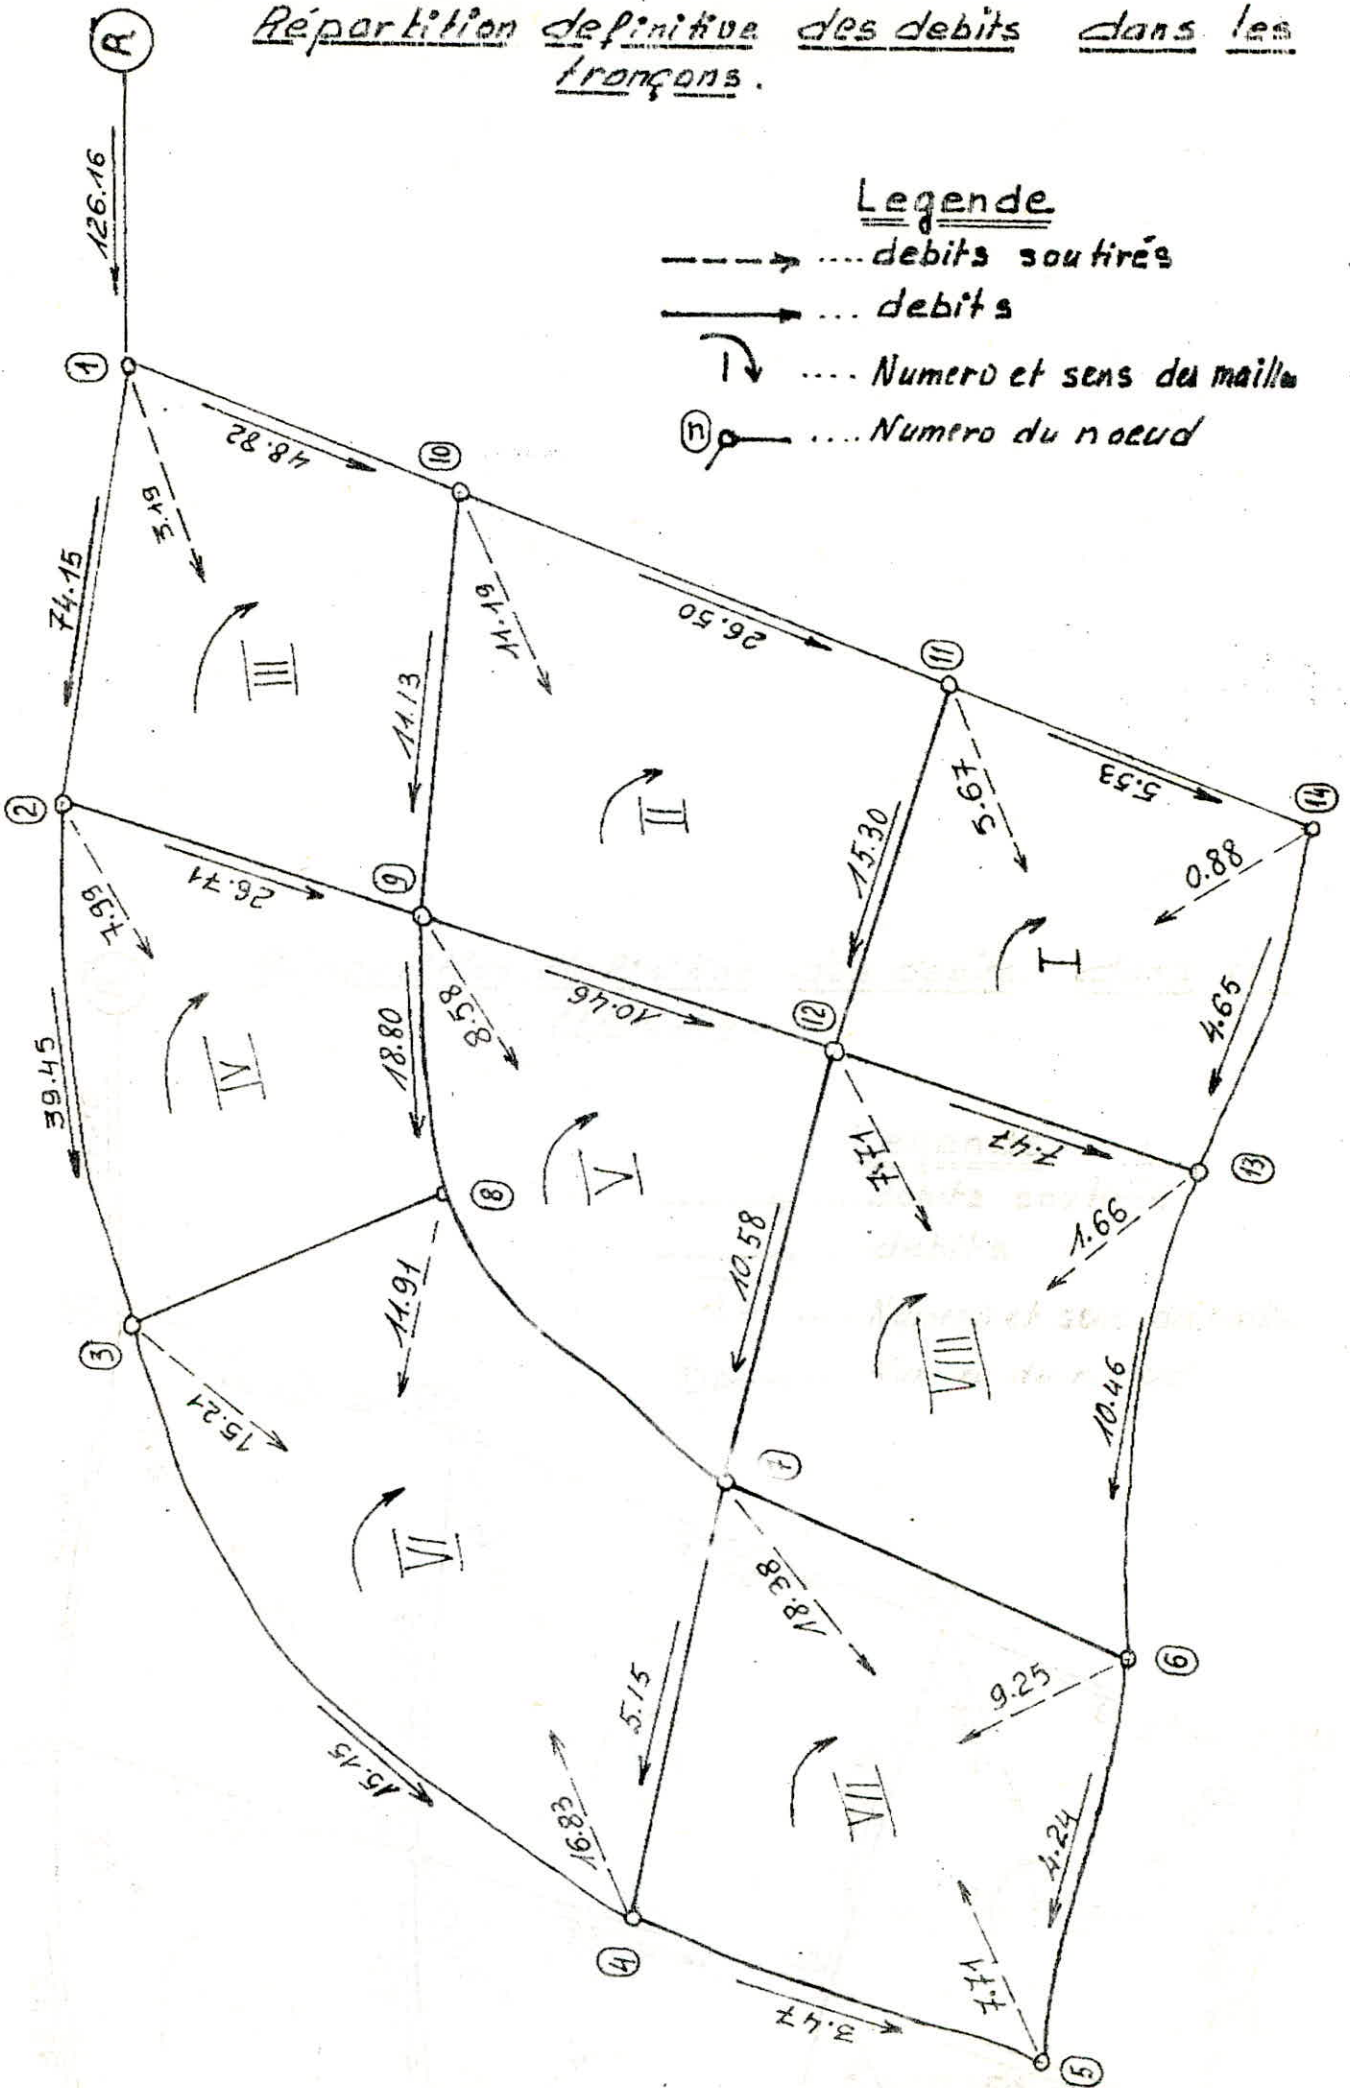 Répartition definitive des debits dans les
tronçons.
R
126.16
Legende
---→ .... debits soutirés
→ ... debits
I .... Numero et sens du maille
n .... Numero du noeud
1
48.82
10
3.19
74.15
11.19
26.50
III
11.13
11
2
5.67
5.53
14
II
26.71
9
7.99
15.30
0.88
I
8.58
10.46
12
39.45
18.80
4.65
IV
V
7.71
7.47
13
8
1.66
3
11.91
10.58
15.21
VIII
10.46
7
VI
18.38
6
5.15
9.25
15.15
16.83
VII
4.24
4
7.71
3.47
5